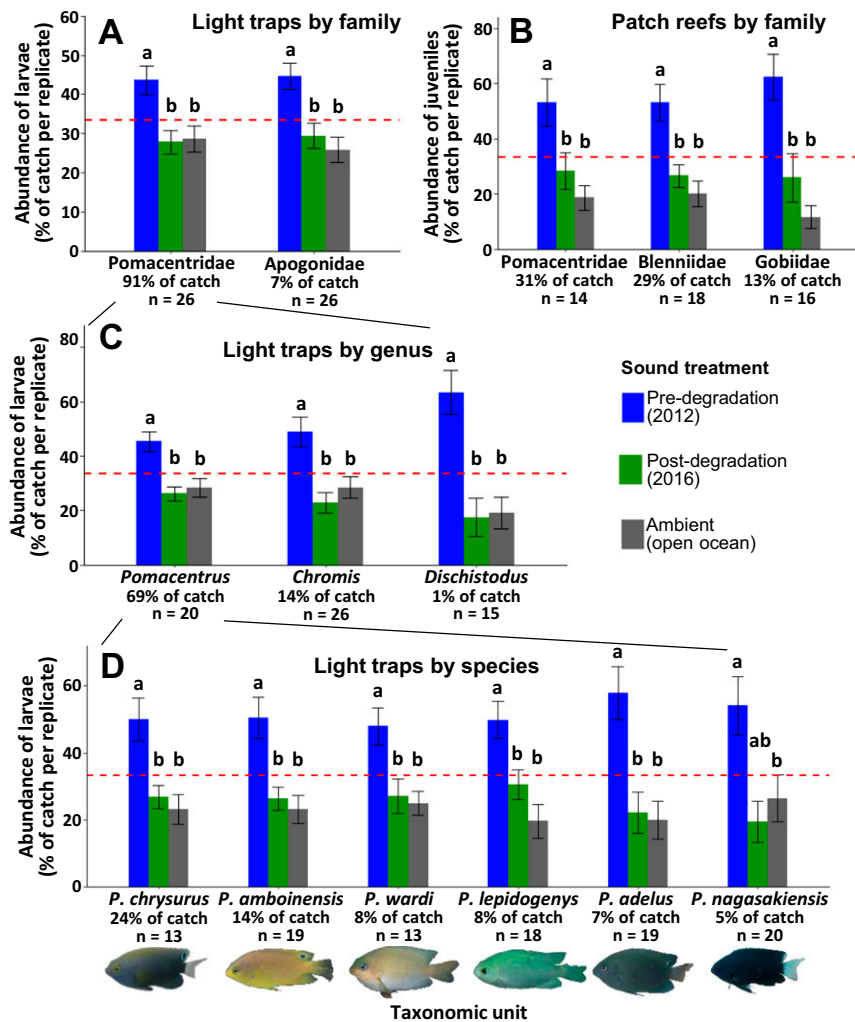 A Light traps by family
Abundance of larvae
(% of catch per replicate)
60
50
40
30
20
10
0
a
b b
a
b b
Pomacentridae Apogonidae
91% of catch 7% of catch
n = 26 n = 26
B Patch reefs by family
Abundance of juveniles
(% of catch per replicate)
80
60
40
20
0
a
b b
a
b b
a
b b
Pomacentridae Blenniidae Gobiidae
31% of catch 29% of catch 13% of catch
n = 14 n = 18 n = 16
C Light traps by genus
Abundance of larvae
(% of catch per replicate)
80
60
40
20
0
a
b b
a
b b
a
b b
Pomacentrus Chromis Dischistodus
69% of catch 14% of catch 1% of catch
n = 20 n = 26 n = 15
Sound treatment
Pre-degradation
(2012)
Post-degradation
(2016)
Ambient
(open ocean)
D Light traps by species
Abundance of larvae
(% of catch per replicate)
60
40
20
0
a
b b
a
b b
a
b b
a
b b
a
b b
a
ab
b
P. chrysurus P. amboinensis P. wardi P. lepidogenys P. adelus P. nagasakiensis
24% of catch 14% of catch 8% of catch 8% of catch 7% of catch 5% of catch
n = 13 n = 19 n = 13 n = 18 n = 19 n = 20
Taxonomic unit